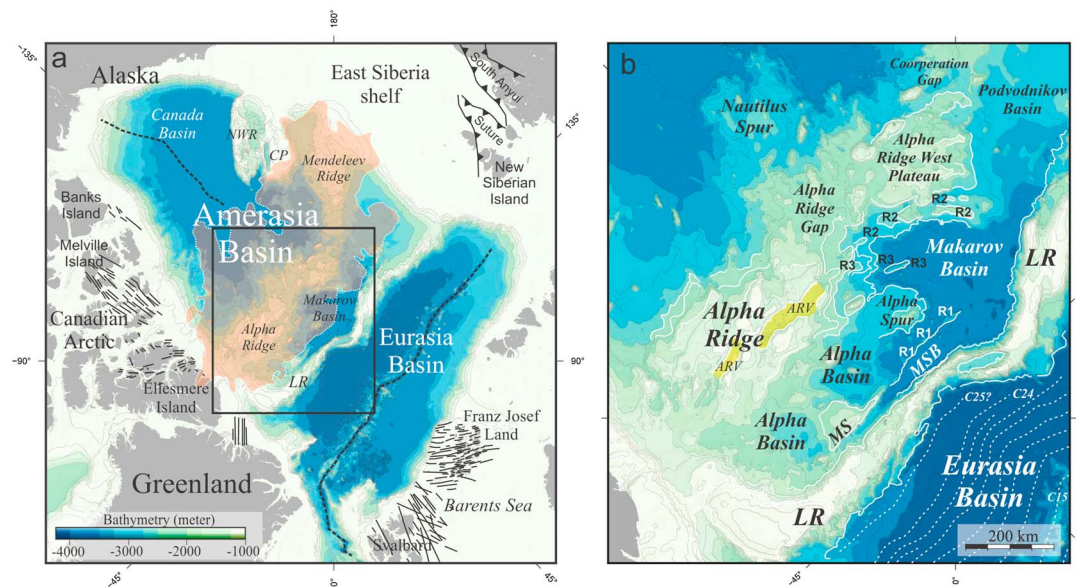 180°
-135°
135°
a
Alaska
East Siberia
shelf
South Anyui
Suture
New
Siberian
Island
Canada
Basin
NWR
CP
Mendeleev
Ridge
Banks
Island
Melville
Island
Amerasia
Basin
Canadian
Arctic
Makarov
Basin
Alpha
Ridge
Eurasia
Basin
-90°
90°
LR
Ellesmere
Island
Franz Josef
Land
Greenland
Barents Sea
Svalbard
Bathymetry (meter)
-4000 -3000 -2000 -1000
-45°
0°
45°
b
Coorperation
Gap
Podvodnikov
Basin
Nautilus
Spur
Alpha
Ridge West
Plateau
Alpha
Ridge
Gap
R2
R2
R2
R2
Makarov
Basin
LR
R3
R3
R3
Alpha
Ridge
ARV
ARV
Alpha
Spur
R1
R1
R1
MSB
Alpha
Basin
Alpha
Basin
MS
C25?
C24
C15
Eurasia
Basin
LR
200 km
90°
-45°
0°